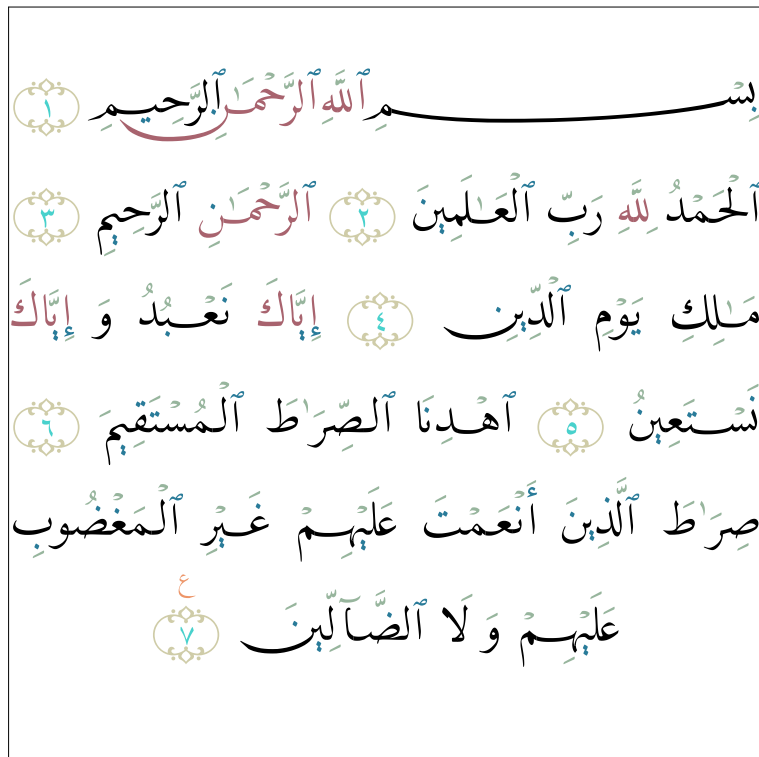 بِسْمِ ٱللَّهِ ٱلرَّحْمَٰنِ ٱلرَّحِيمِ ١
ٱلْحَمْدُ لِلَّهِ رَبِّ ٱلْعَـٰلَمِينَ ٢ ٱلرَّحْمَـٰنِ ٱلرَّحِيمِ ٣
مَـٰلِكِ يَوْمِ ٱلدِّينِ ٤ إِيَّاكَ نَعْبُدُ وَ إِيَّاكَ
نَسْتَعِينُ ٥ ٱهْدِنَا ٱلصِّرَٰطَ ٱلْمُسْتَقِيمَ ٦
صِرَٰطَ ٱلَّذِينَ أَنْعَمْتَ عَلَيْهِمْ غَيْرِ ٱلْمَغْضُوبِ
عَلَيْهِمْ وَ لَا ٱلضَّآلِّينَ ٧ ع